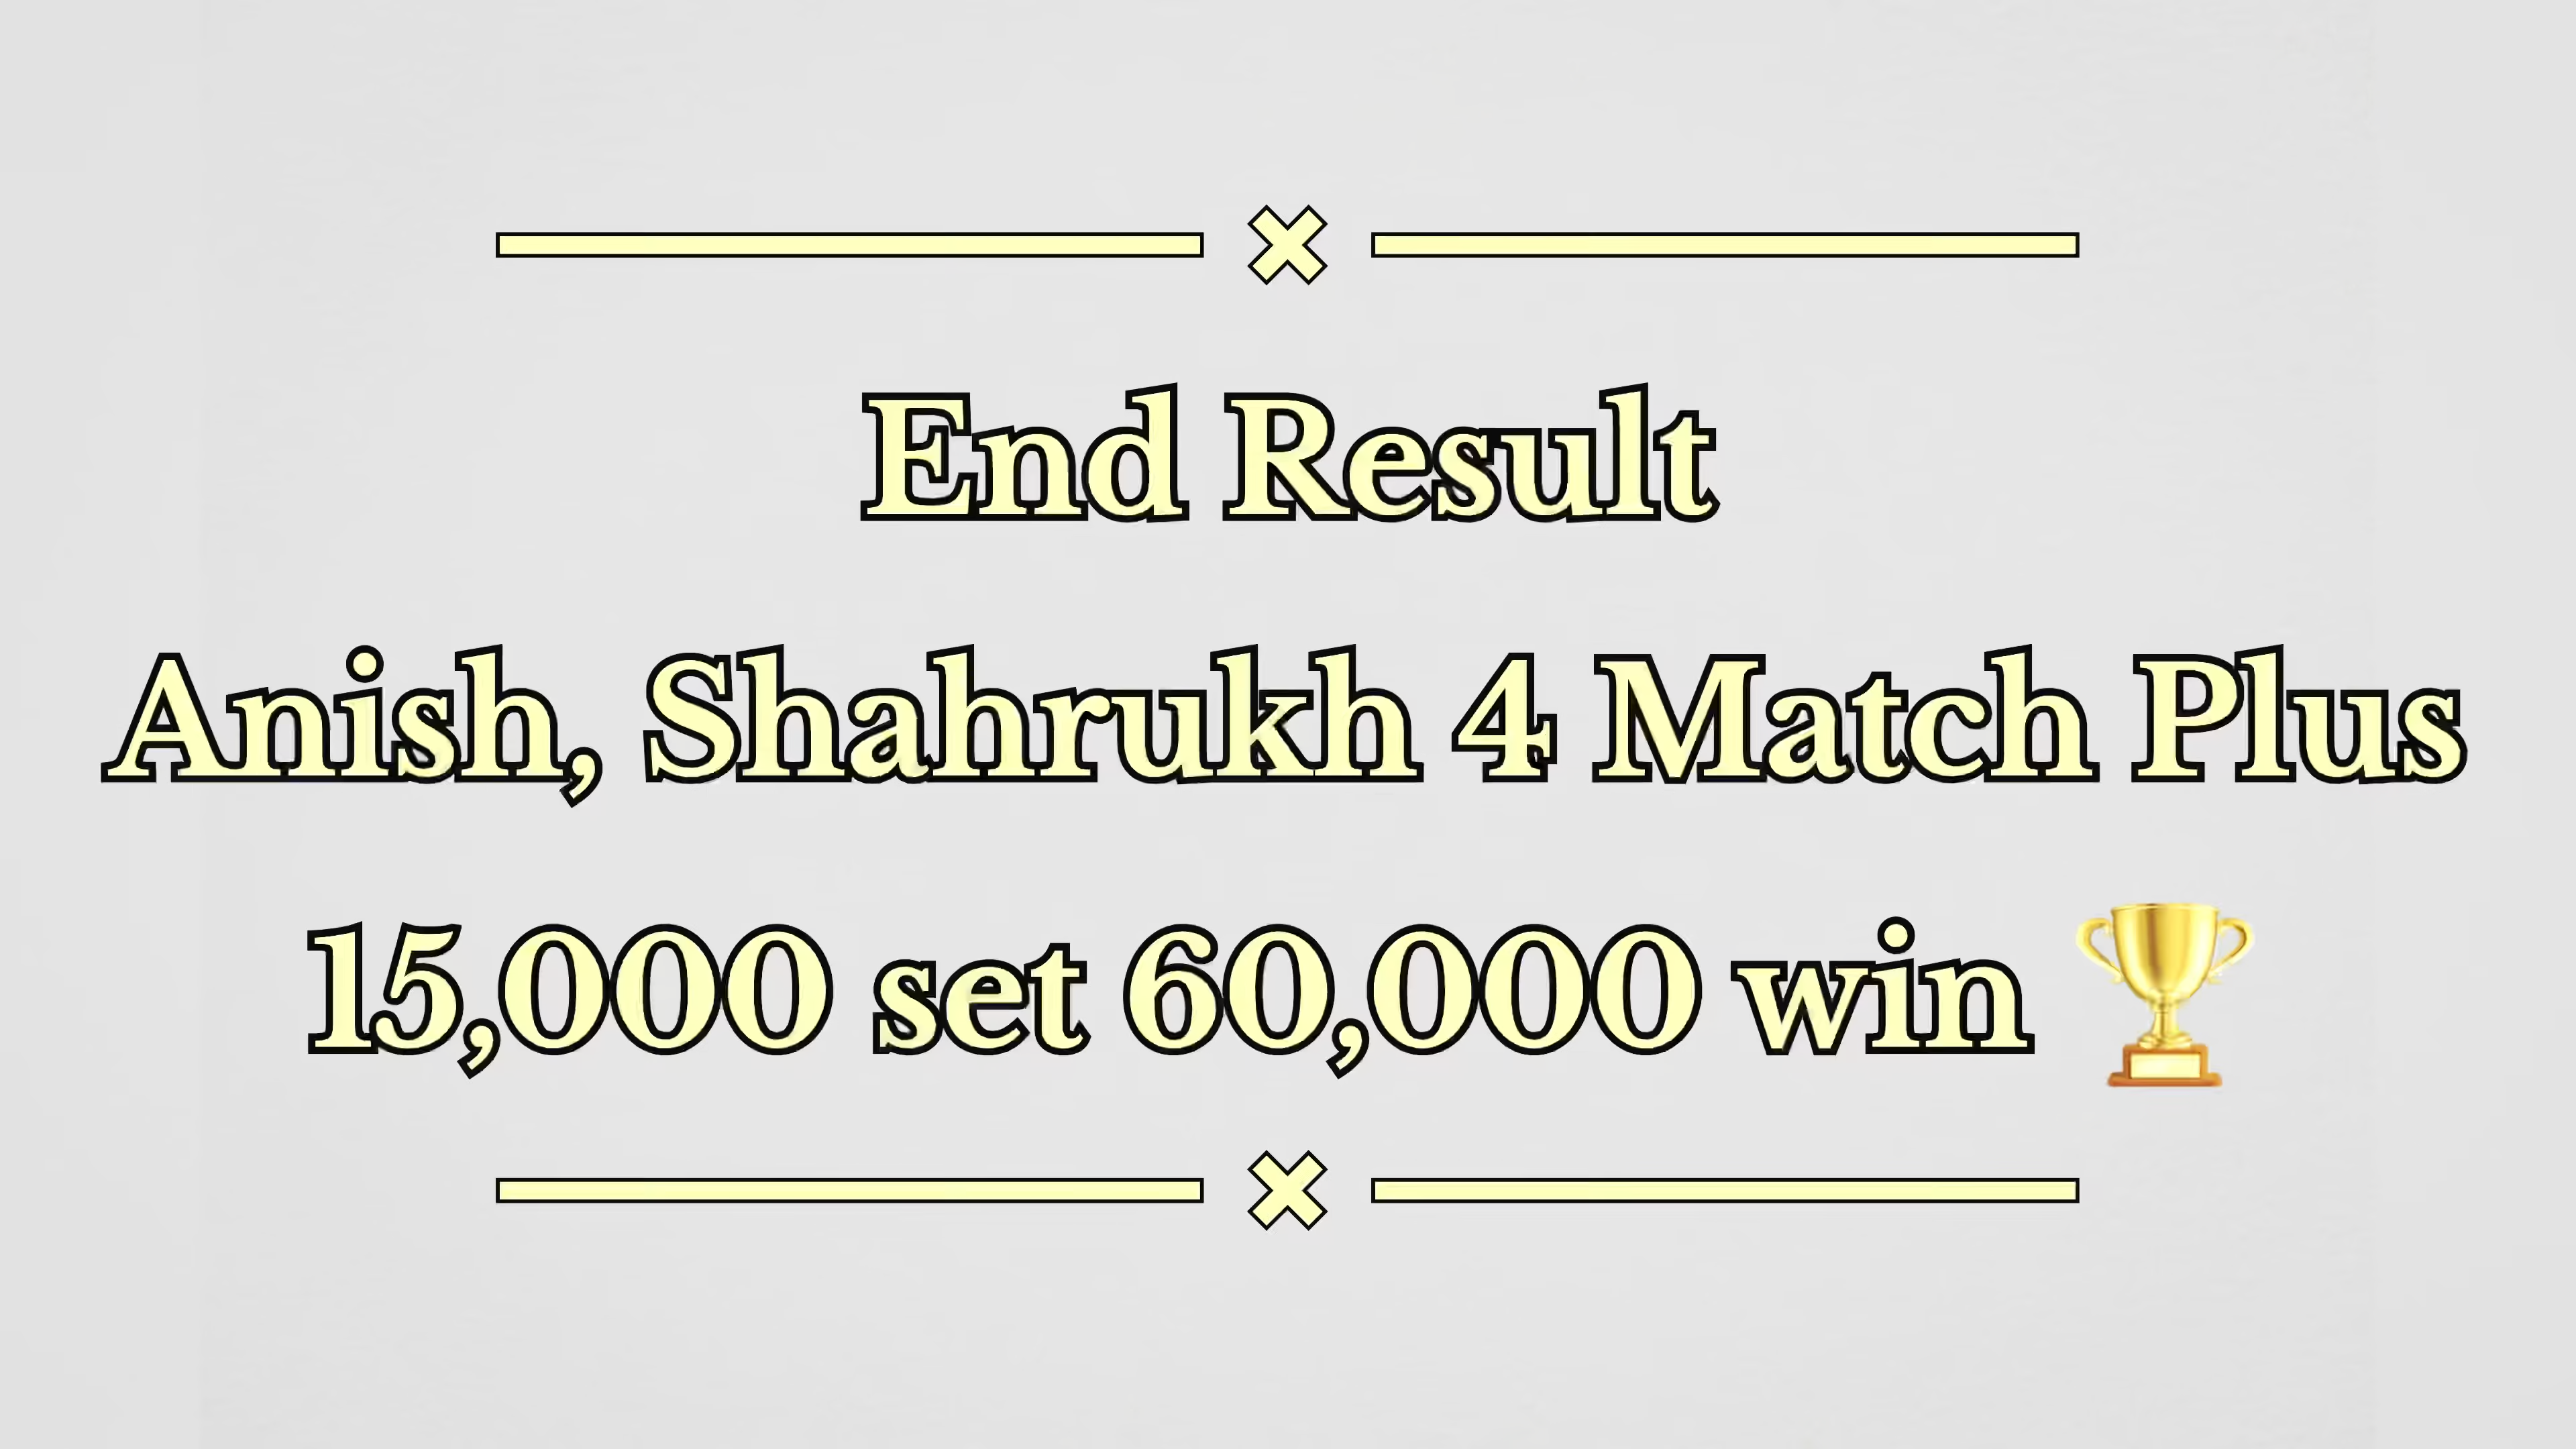 End Result
Anish, Shahrukh 4 Match Plus
15,000 set 60,000 win 🏆